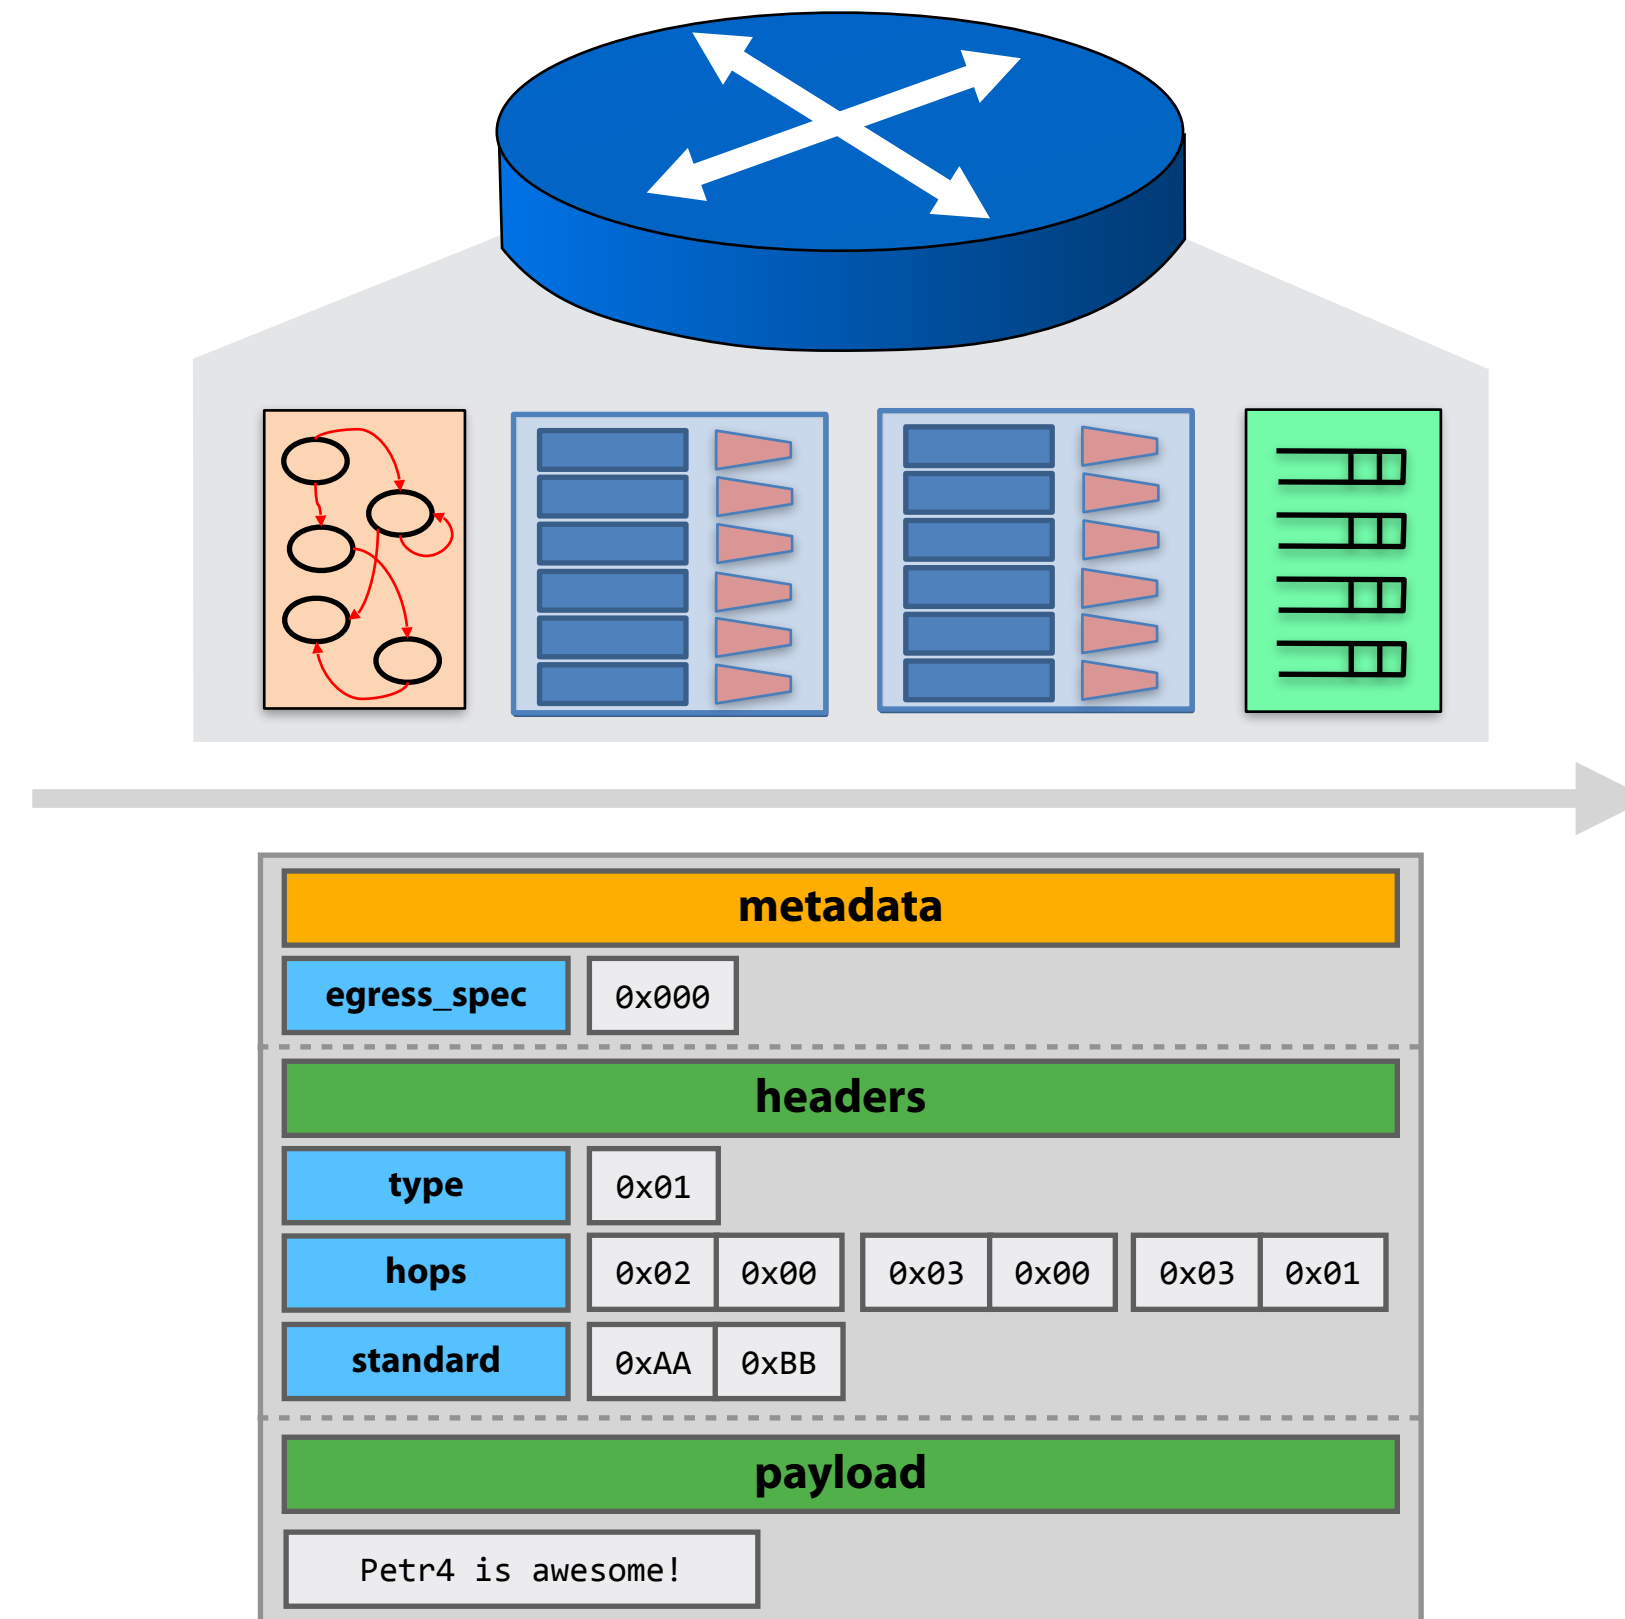 metadata
egress_spec 0x000
headers
type 0x01
hops 0x02 0x00 0x03 0x00 0x03 0x01
standard 0xAA 0xBB
payload
Petr4 is awesome!